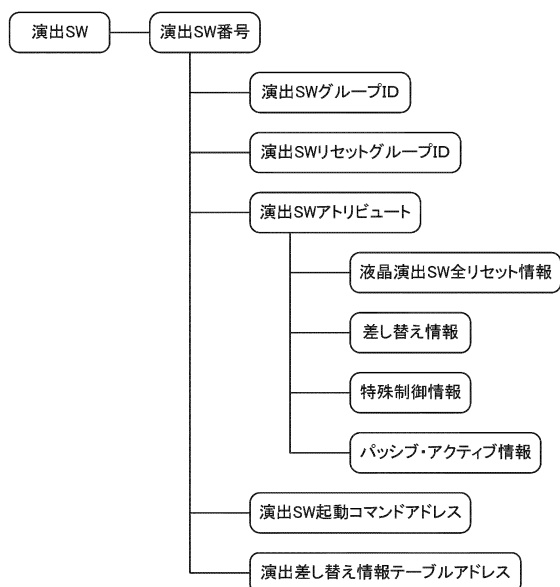 演出SW
演出SW番号
演出SWグループID
演出SWリセットグループID
演出SWアトリビュート
液晶演出SW全リセット情報
差し替え情報
特殊制御情報
パッシブ・アクティブ情報
演出SW起動コマンドアドレス
演出差し替え情報テーブルアドレス